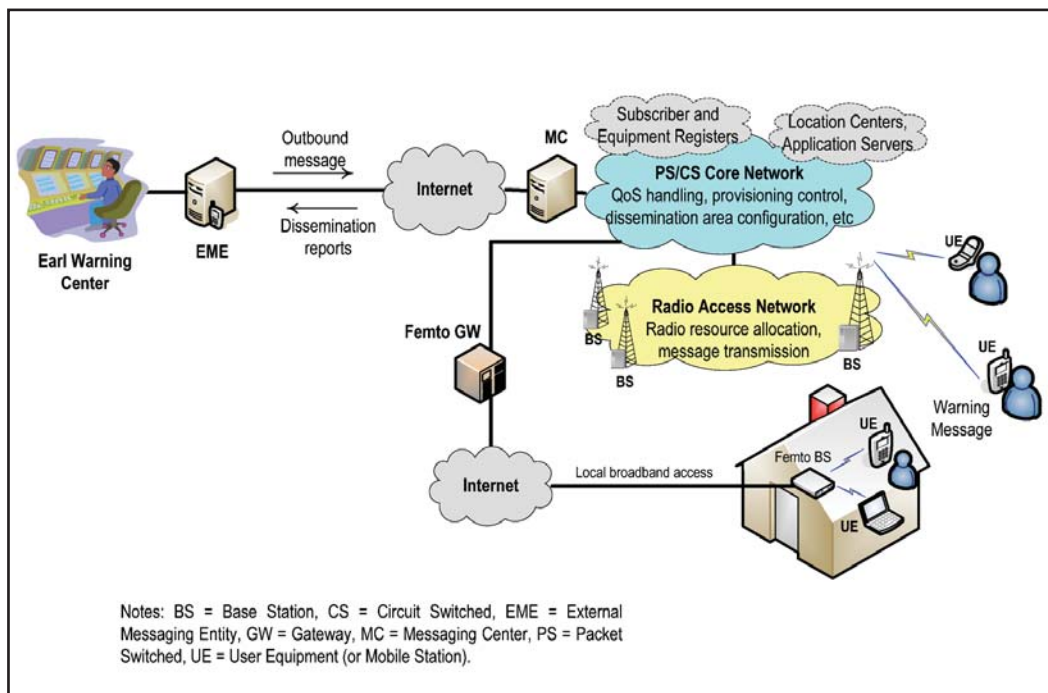 Subscriber and
Equipment Registers
Location Centers,
Application Servers
Outbound
message
MC
PS/CS Core Network
QoS handling, provisioning control,
dissemination area configuration, etc
Internet
Dissemination
reports
EME
Earl Warning
Center
UE
Radio Access Network
Radio resource allocation,
message transmission
BS
BS
BS
Femto GW
UE
Warning
Message
UE
Femto BS
Local broadband access
Internet
UE
Notes: BS = Base Station, CS = Circuit Switched, EME = External
Messaging Entity, GW = Gateway, MC = Messaging Center, PS = Packet
Switched, UE = User Equipment (or Mobile Station).